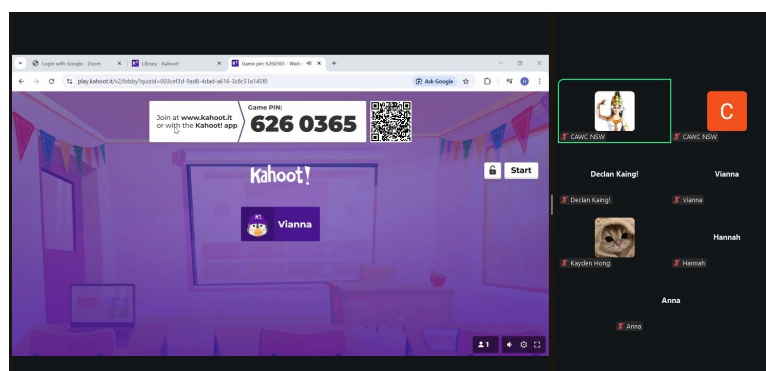 Login with Google - Zoom
Library - Kahoot!
Game pin: 6260365 - Wait
play.kahoot.it/v2/lobby?quizId=003cef3d-9ad8-4dad-a616-3c8c51a145f0
Ask Google
Join at www.kahoot.it
or with the Kahoot! app
Game PIN:
626 0365
Kahoot!
Start
Vianna
1
CAWC NSW
C
CAWC NSW
Declan Kaing!
Declan Kaing!
Vianna
Vianna
Kayden Hong
Hannah
Hannah
Anna
Anna